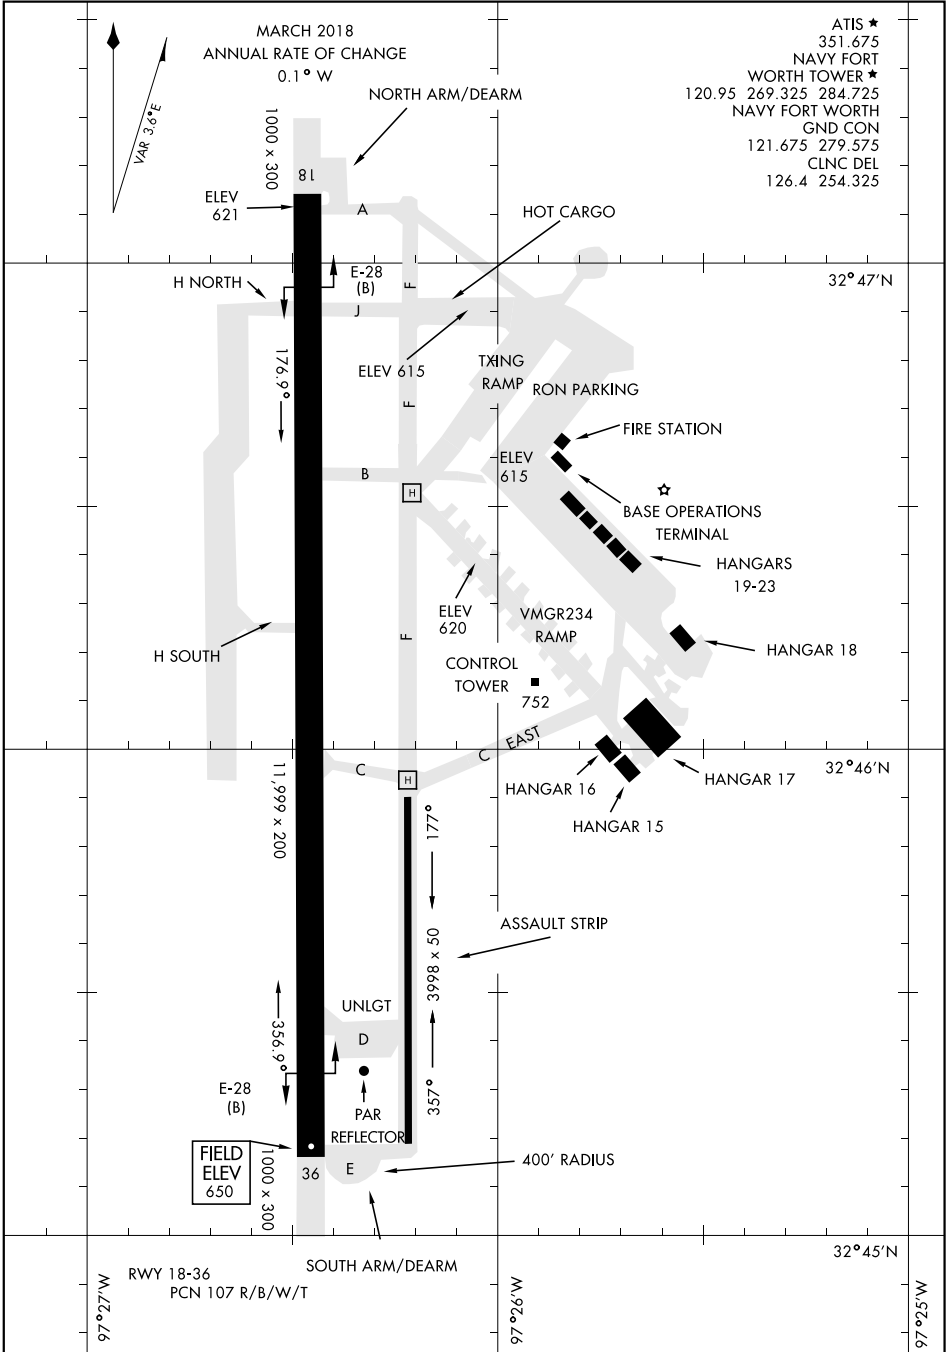 MARCH 2018
ANNUAL RATE OF CHANGE
0.1° W
VAR 3.6°E
ATIS
351.675
NAVY FORT
WORTH TOWER
120.95 269.325 284.725
NAVY FORT WORTH
GND CON
121.675 279.575
CLNC DEL
126.4 254.325
NORTH ARM/DEARM
1000 x 300
18
ELEV
621
A
HOT CARGO
H NORTH
E-28
(B)
F
J
32°47'N
176.9°
ELEV 615
TXING
RAMP
RON PARKING
F
FIRE STATION
B
ELEV
615
H
BASE OPERATIONS
TERMINAL
HANGARS
19-23
ELEV
620
VMGR234
RAMP
F
H SOUTH
HANGAR 18
CONTROL
TOWER
752
C EAST
C
H
32°46'N
HANGAR 17
HANGAR 16
HANGAR 15
11,999 x 200
177°
ASSAULT STRIP
3998 x 50
UNLGT
D
356.9°
E-28
(B)
357°
PAR
REFLECTOR
FIELD
ELEV
650
1000 x 300
36
E
400' RADIUS
SOUTH ARM/DEARM
32°45'N
RWY 18-36
PCN 107 R/B/W/T
97°27'W
97°26'W
97°25'W